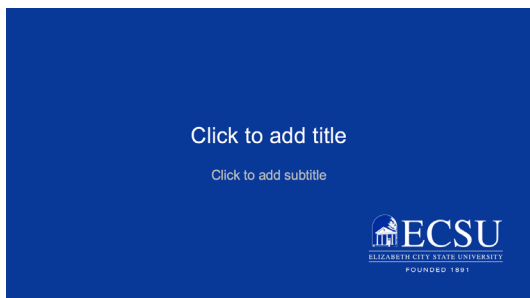 Click to add title
Click to add subtitle
ECSU
ELIZABETH CITY STATE UNIVERSITY
FOUNDED 1891